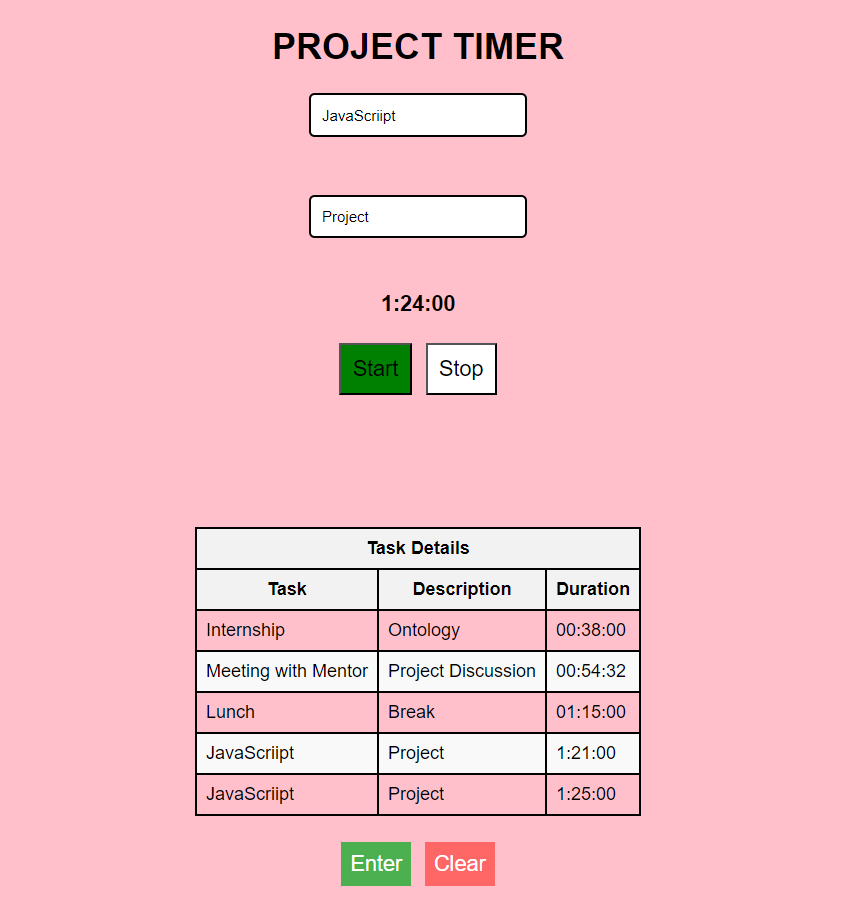 PROJECT TIMER
JavaScriipt
Project
1:24:00
Start Stop
Task Details
Task Description Duration
Internship Ontology 00:38:00
Meeting with Mentor Project Discussion 00:54:32
Lunch Break 01:15:00
JavaScriipt Project 1:21:00
JavaScriipt Project 1:25:00
Enter Clear